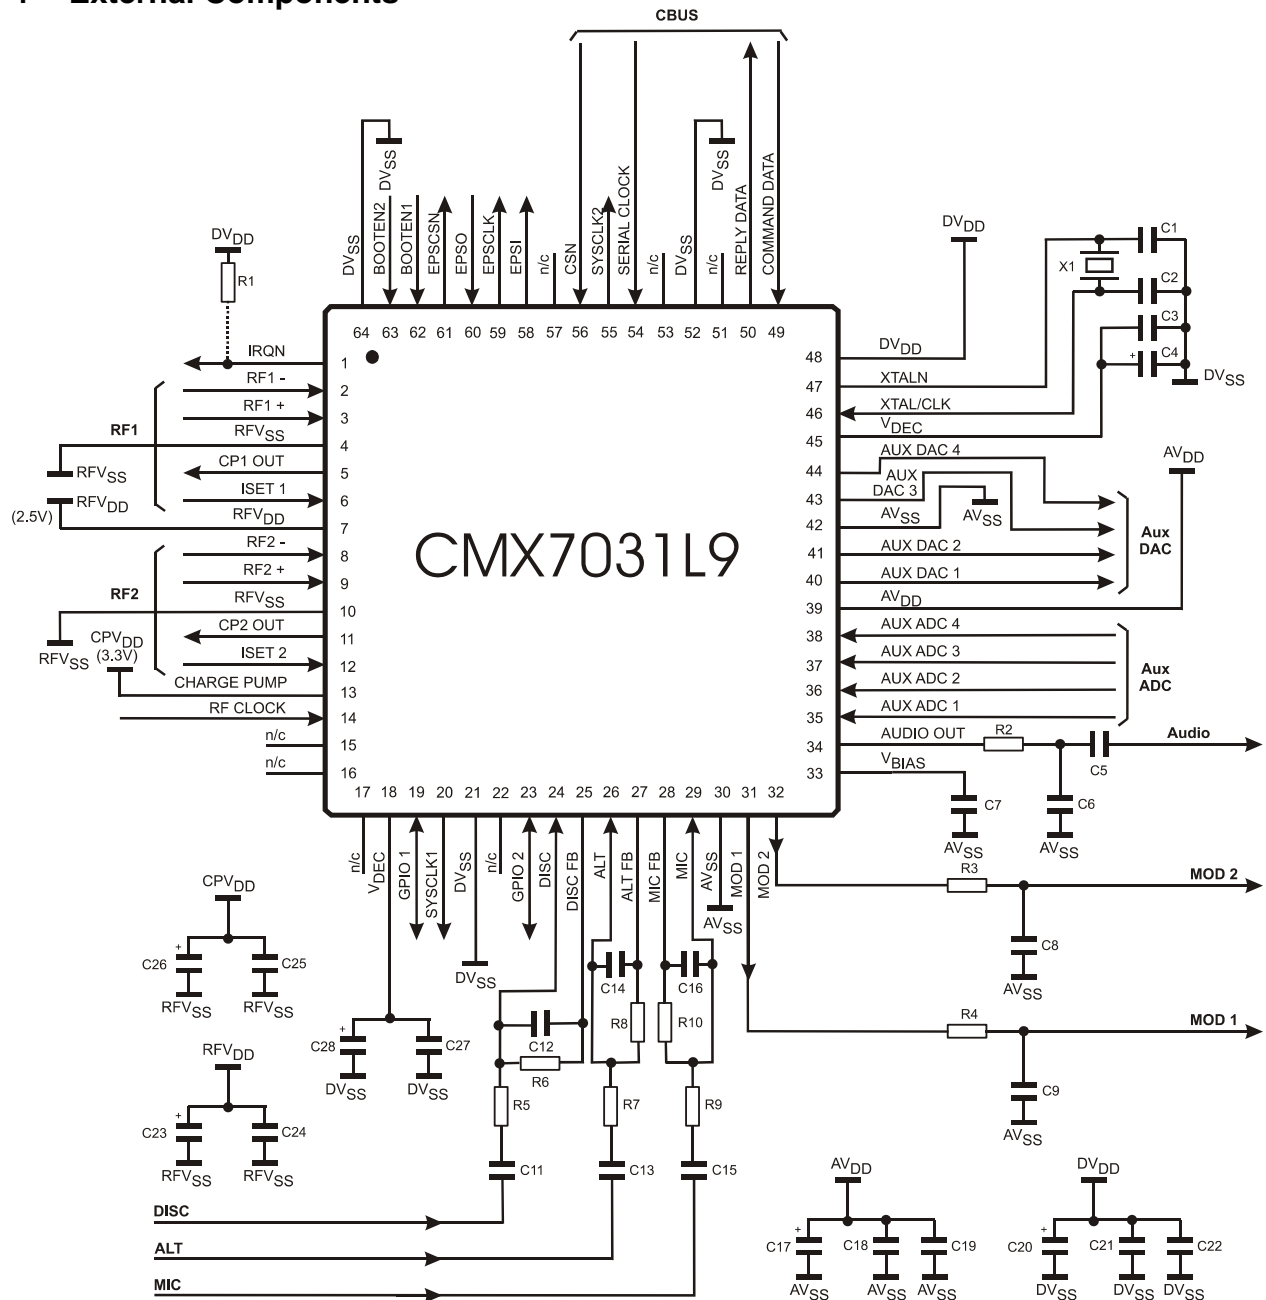 External Components
CBUS
DVSS
DVSS
DVSS
BOOTEN2
BOOTEN1
EPSCSN
EPSO
EPSCLK
EPSI
n/c
CSN
SYSCLK2
SERIAL CLOCK
n/c
DVSS
n/c
REPLY DATA
COMMAND DATA
64 63 62 61 60 59 58 57 56 55 54 53 52 51 50 49
DVDD
R1
IRQN 1
RF1 - 2
RF1 + 3
RFVSS 4
CP1 OUT 5
ISET 1 6
RFVDD 7
RF2 - 8
RF2 + 9
RFVSS 10
CP2 OUT 11
ISET 2 12
CHARGE PUMP 13
RF CLOCK 14
n/c 15
n/c 16
RF1
RFVSS
RFVDD
(2.5V)
RF2
RFVSS
CPVDD
(3.3V)
CMX7031L9
DVDD
X1
C1
C2
C3
+ C4
DVSS
48 DVDD
47 XTALN
46 XTAL/CLK
45 VDEC
44 AUX DAC 4
43 AUX DAC 3
42 AVSS
AVSS
41 AUX DAC 2
40 AUX DAC 1
39 AVDD
38 AUX ADC 4
37 AUX ADC 3
36 AUX ADC 2
35 AUX ADC 1
34 AUDIO OUT
33 VBIAS
AVDD
Aux
DAC
Aux
ADC
R2
Audio
C5
C7
C6
AVSS
AVSS
17 18 19 20 21 22 23 24 25 26 27 28 29 30 31 32
n/c
VDEC
GPIO 1
SYSCLK1
DVSS
n/c
GPIO 2
DISC
DISC FB
ALT
ALT FB
MIC FB
MIC
AVSS
MOD 1
MOD 2
AVSS
DVSS
R3
MOD 2
C8
AVSS
R4
MOD 1
C9
AVSS
CPVDD
+
C26
C25
RFVSS
RFVSS
+
C28
C27
DVSS
DVSS
C12
R6
R5
C11
C14
R8
R7
C13
C16
R10
R9
C15
RFVDD
+
C23
C24
RFVSS
RFVSS
DISC
ALT
MIC
AVDD
+
C17
C18
C19
AVSS
AVSS
AVSS
DVDD
+
C20
C21
C22
DVSS
DVSS
DVSS